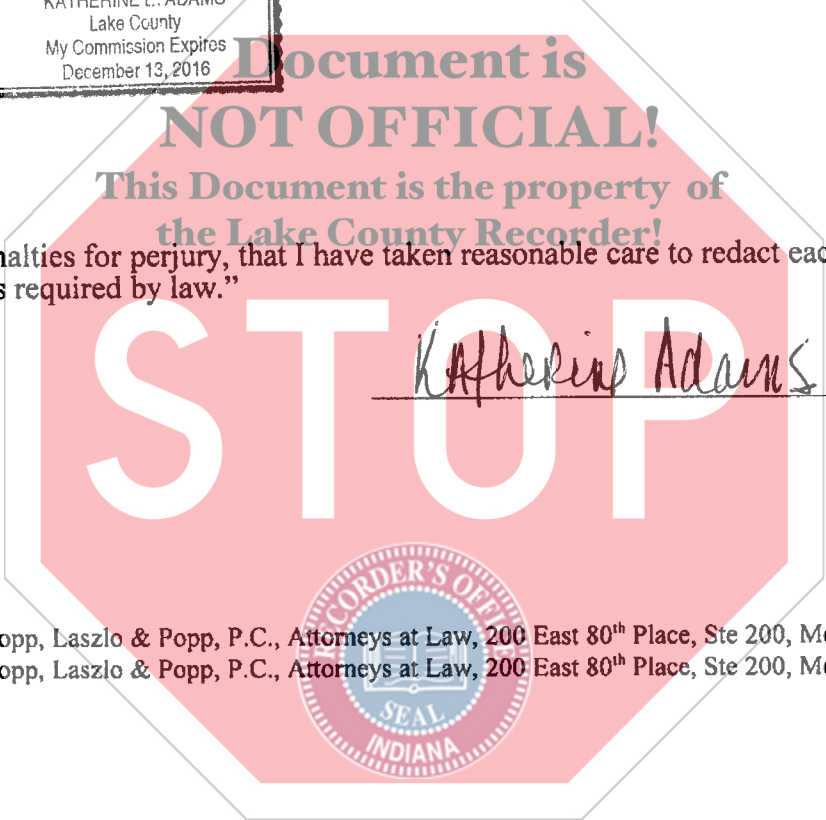 KATHERINE L. ADAMS
Lake County
My Commission Expires
December 13, 2016
Document is
NOT OFFICIAL!
This Document is the property of
the Lake County Recorder!
nalties for perjury, that I have taken reasonable care to redact eac
s required by law.”
STOP
Katherine Adams
RECORDER'S OFFICE
opp, Laszlo & Popp, P.C., Attorneys at Law, 200 East 80th Place, Ste 200, Me
opp, Laszlo & Popp, P.C., Attorneys at Law, 200 East 80th Place, Ste 200, Me
SEAL
INDIANA